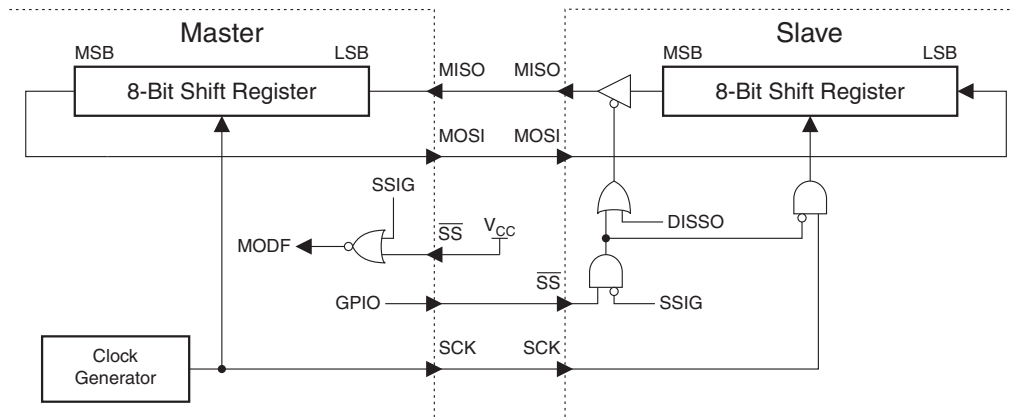 Master
Slave
MSB
LSB
MSB
LSB
8-Bit Shift Register
MISO
MISO
8-Bit Shift Register
MOSI
MOSI
SSIG
MODF
SS
VCC
DISSO
GPIO
SS
SSIG
SCK
SCK
Clock
Generator